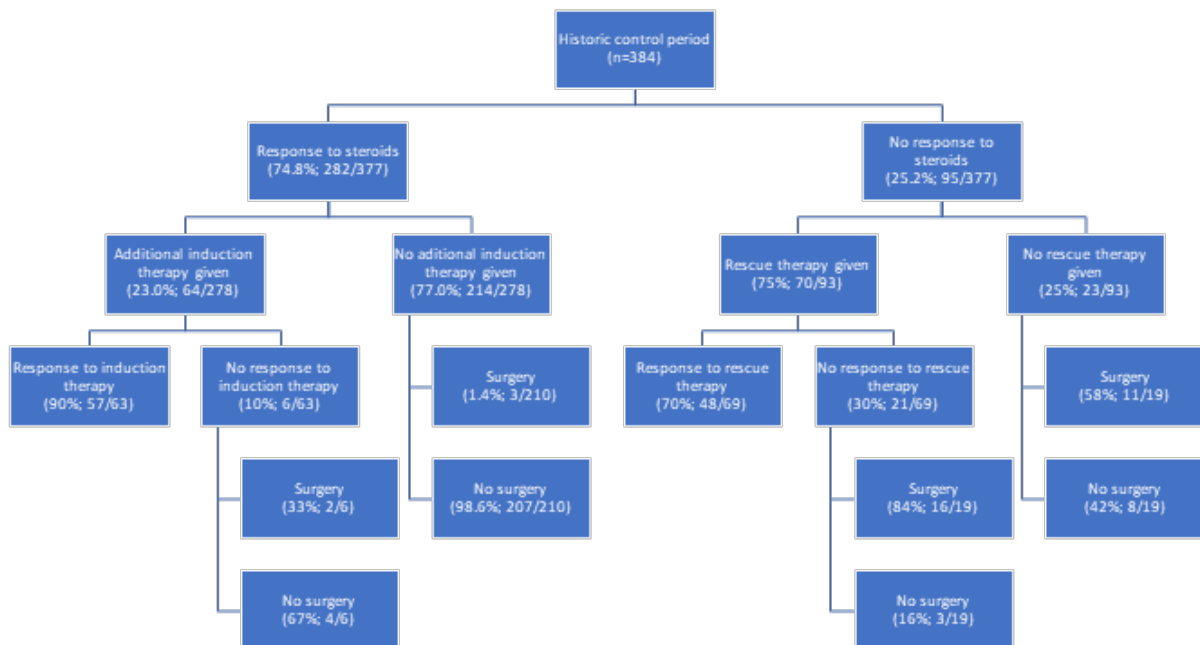 Historic control period
(n=384)
Response to steroids
(74.8%; 282/377)
No response to
steroids
(25.2%; 95/377)
Additional induction
therapy given
(23.0%; 64/278)
No aditional induction
therapy given
(77.0%; 214/278)
Rescue therapy given
(75%; 70/93)
No rescue therapy
given
(25%; 23/93)
Response to induction
therapy
(90%; 57/63)
No response to
induction therapy
(10%; 6/63)
Surgery
(1.4%; 3/210)
Response to rescue
therapy
(70%; 48/69)
No response to rescue
therapy
(30%; 21/69)
Surgery
(58%; 11/19)
Surgery
(33%; 2/6)
No surgery
(98.6%; 207/210)
Surgery
(84%; 16/19)
No surgery
(42%; 8/19)
No surgery
(67%; 4/6)
No surgery
(16%; 3/19)